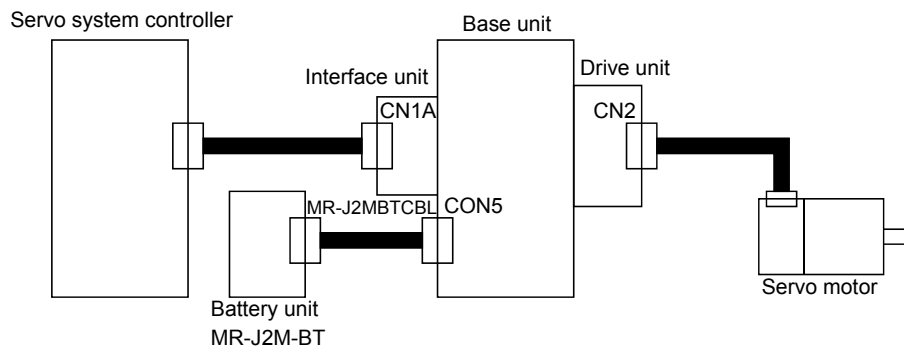 Servo system controller
Base unit
Interface unit
Drive unit
CN1A
CN2
MR-J2MBTCBL
CON5
Battery unit
MR-J2M-BT
Servo motor